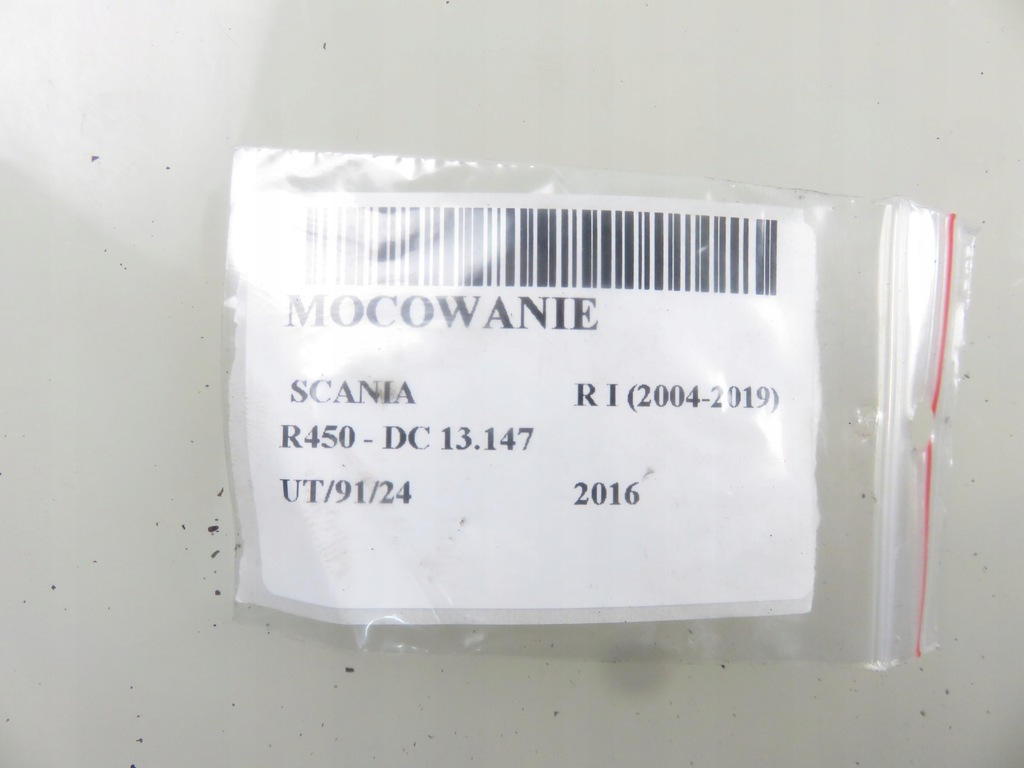 MOCOWANIE
SCANIA R I (2004-2019)
R450 - DC 13.147
UT/91/24 2016